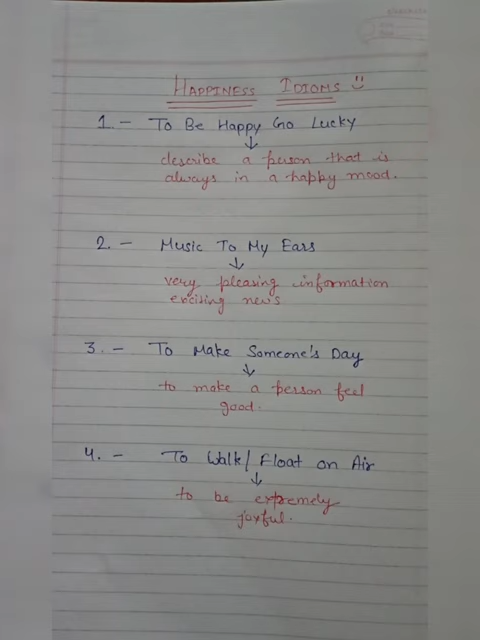 HAPPINESS IDIOMS
1. - To Be Happy Go Lucky
describe a person that is
always in a happy mood.
2. - Music To My Ears
very pleasing information
exciting news
3. - To Make Someone's Day
to make a person feel
good.
4. - To Walk/ Float on Air
to be extremely
joyful.